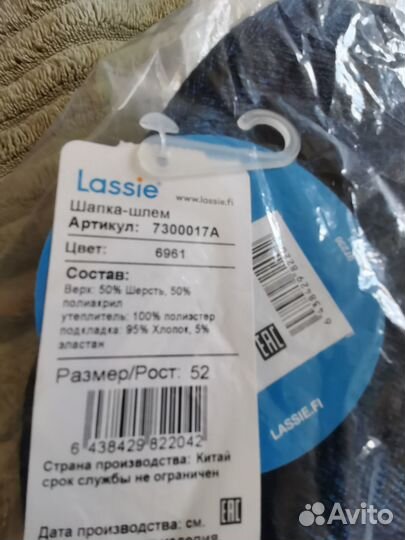 Lassie® www.lassie.fi
Шапка-шлем
Артикул: 7300017A
Цвет: 6961
Состав:
Верх: 50% Шерсть, 50%
полиакрил
утеплитель: 100% полиэстер
подкладка: 95% Хлопок, 5%
эластан
Размер/Рост: 52
6 438429 822042
Страна производства: Китай
срок службы не ограничен
EAC
Дата производства: см.
EAC
LASSIE.FI
Avito